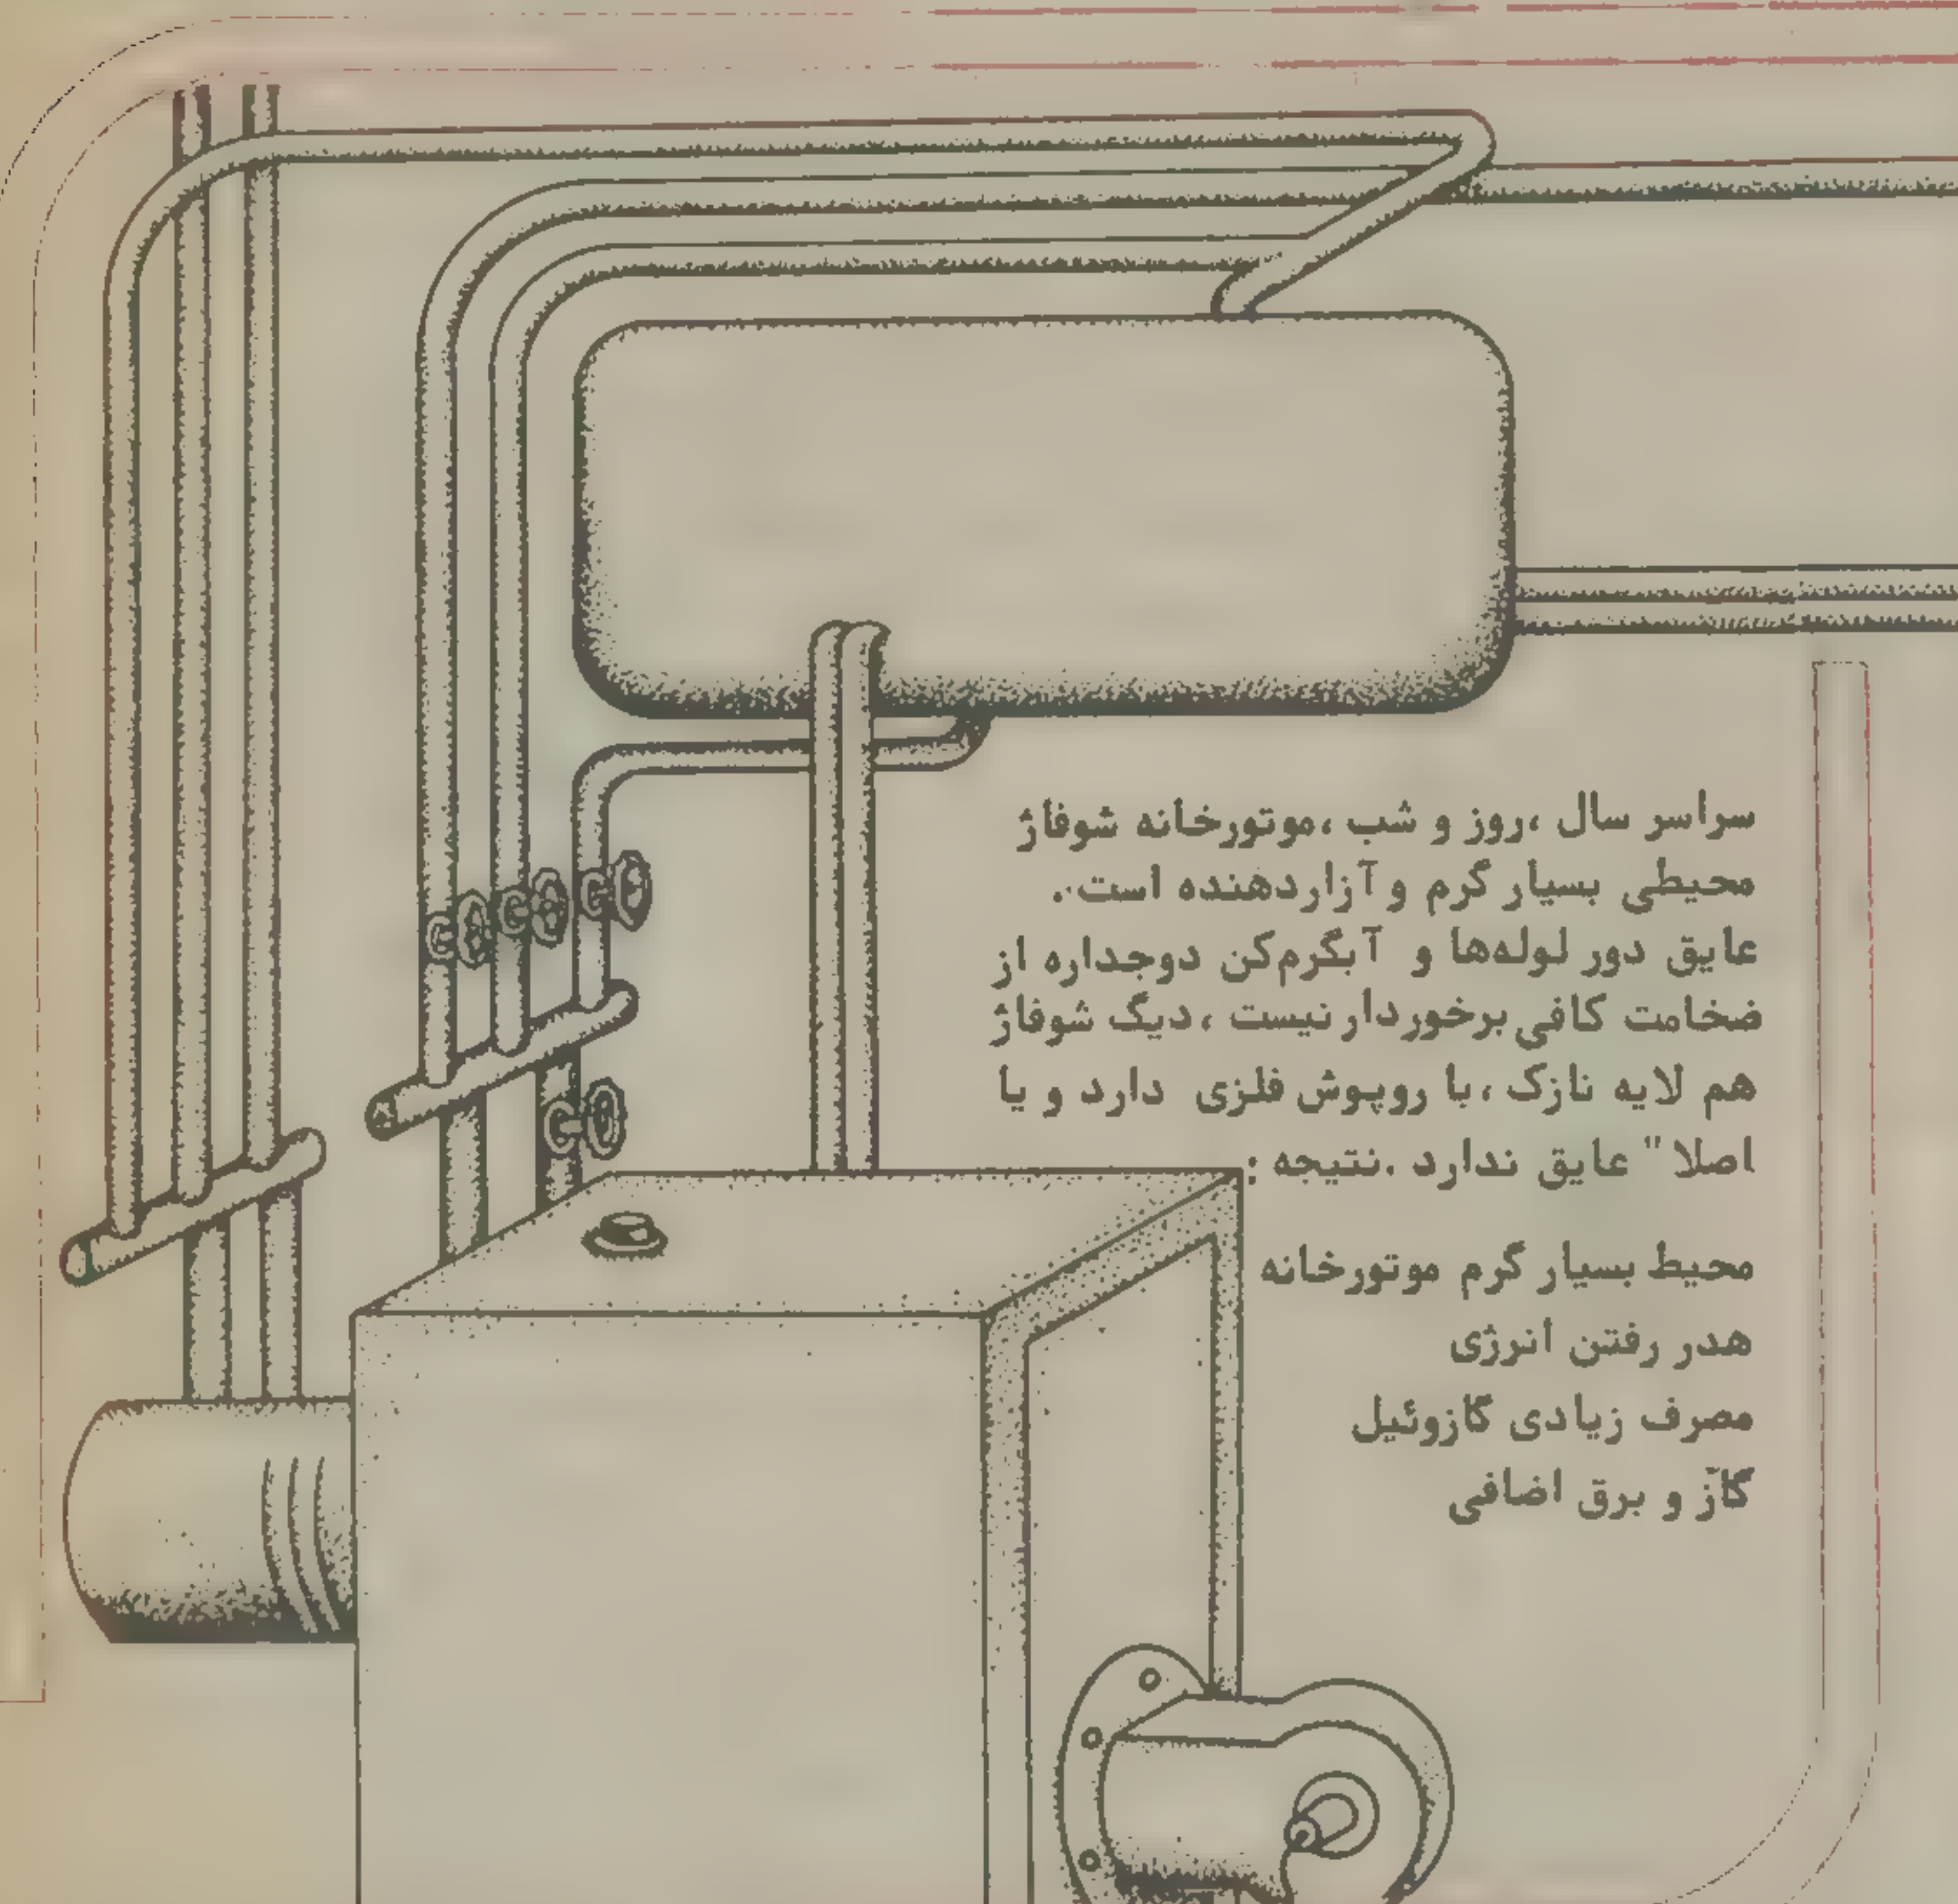 سراسر سال ،روز و شب ،موتورخانه شوفاژ
محیطی بسیار گرم و آزاردهنده است .
عایق دور لوله‌ها و آبگرم‌کن دوجداره از
ضخامت کافی برخوردار نیست ، دیگ شوفاژ
هم لایه نازک ،با روپوش فلزی دارد و یا
اصلا" عایق ندارد .نتیجه :
محیط بسیار گرم موتورخانه
هدر رفتن انرژی
مصرف زیادی گازوئیل
گاز و برق اضافی